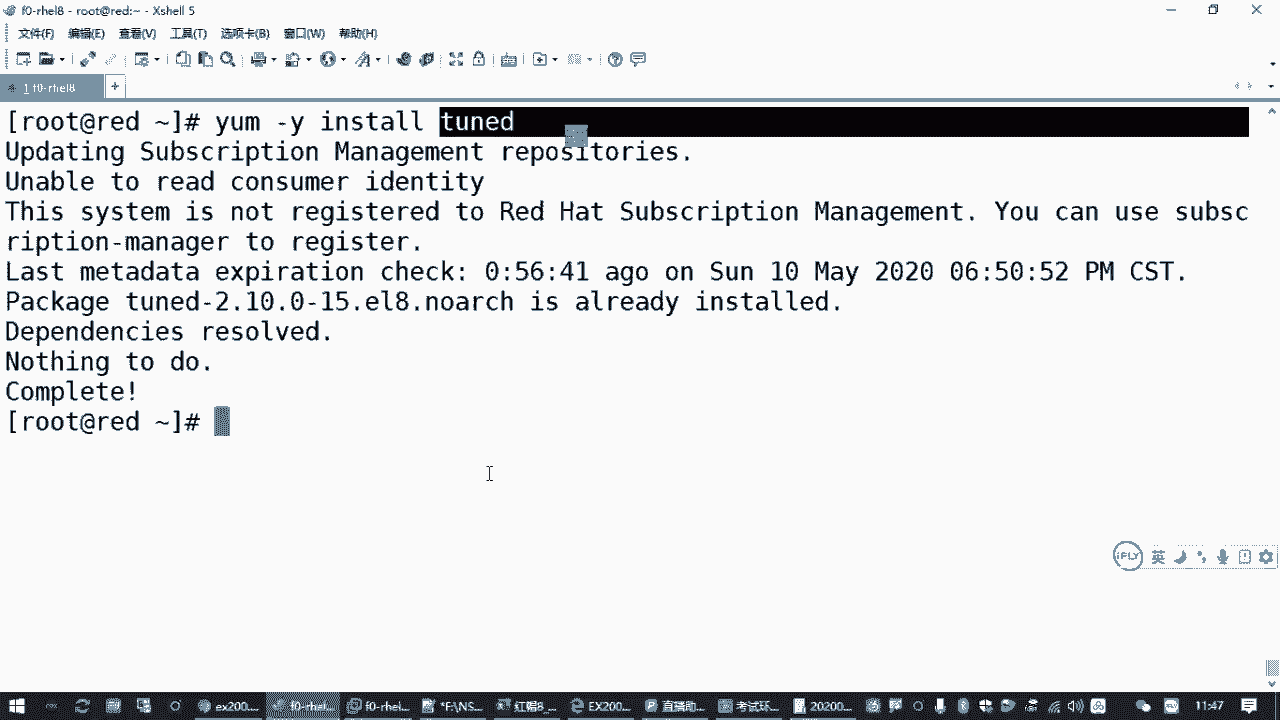 f0-rhel8 - root@red:~ - Xshell 5
文件(F) 编辑(E) 查看(V) 工具(T) 选项卡(B) 窗口(W) 帮助(H)
1 f0-rhel8
[root@red ~]# yum -y install tuned
Updating Subscription Management repositories.
Unable to read consumer identity
This system is not registered to Red Hat Subscription Management. You can use subsc
ription-manager to register.
Last metadata expiration check: 0:56:41 ago on Sun 10 May 2020 06:50:52 PM CST.
Package tuned-2.10.0-15.el8.noarch is already installed.
Dependencies resolved.
Nothing to do.
Complete!
[root@red ~]#
iFLY 英
ex200... f0-rhel... f0-rhel... *F:\NS... EX200... 直播助... 考试环... 20200... 11:47